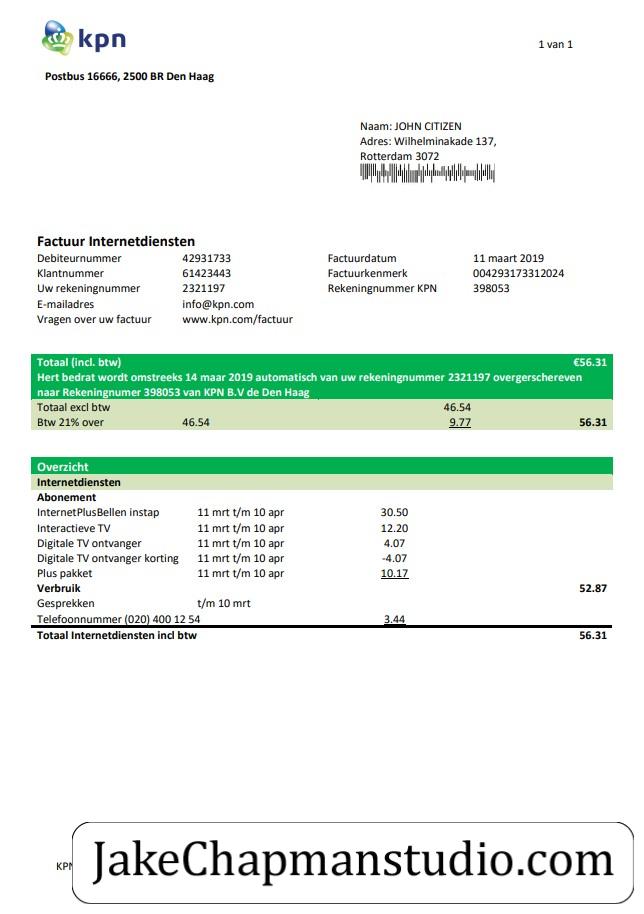 kpn
1 van 1
Postbus 16666, 2500 BR Den Haag
Naam: JOHN CITIZEN
Adres: Wilhelminakade 137,
Rotterdam 3072
Factuur Internetdiensten
Debiteurnummer 42931733 Factuurdatum 11 maart 2019
Klantnummer 61423443 Factuurkenmerk 004293173312024
Uw rekeningnummer 2321197 Rekeningnummer KPN 398053
E-mailadres info@kpn.com
Vragen over uw factuur www.kpn.com/factuur
Totaal (incl. btw) €56.31
Hert bedrat wordt omstreeks 14 maar 2019 automatisch van uw rekeningnummer 2321197 overgerschereven
naar Rekeningnumer 398053 van KPN B.V de Den Haag
Totaal excl btw 46.54
Btw 21% over 46.54 9.77 56.31
Overzicht
Internetdiensten
Abonement
InternetPlusBellen instap 11 mrt t/m 10 apr 30.50
Interactieve TV 11 mrt t/m 10 apr 12.20
Digitale TV ontvanger 11 mrt t/m 10 apr 4.07
Digitale TV ontvanger korting 11 mrt t/m 10 apr -4.07
Plus pakket 11 mrt t/m 10 apr 10.17
Verbruik 52.87
Gesprekken t/m 10 mrt
Telefoonnummer (020) 400 12 54 3.44
Totaal Internetdiensten incl btw 56.31
JakeChapmanstudio.com